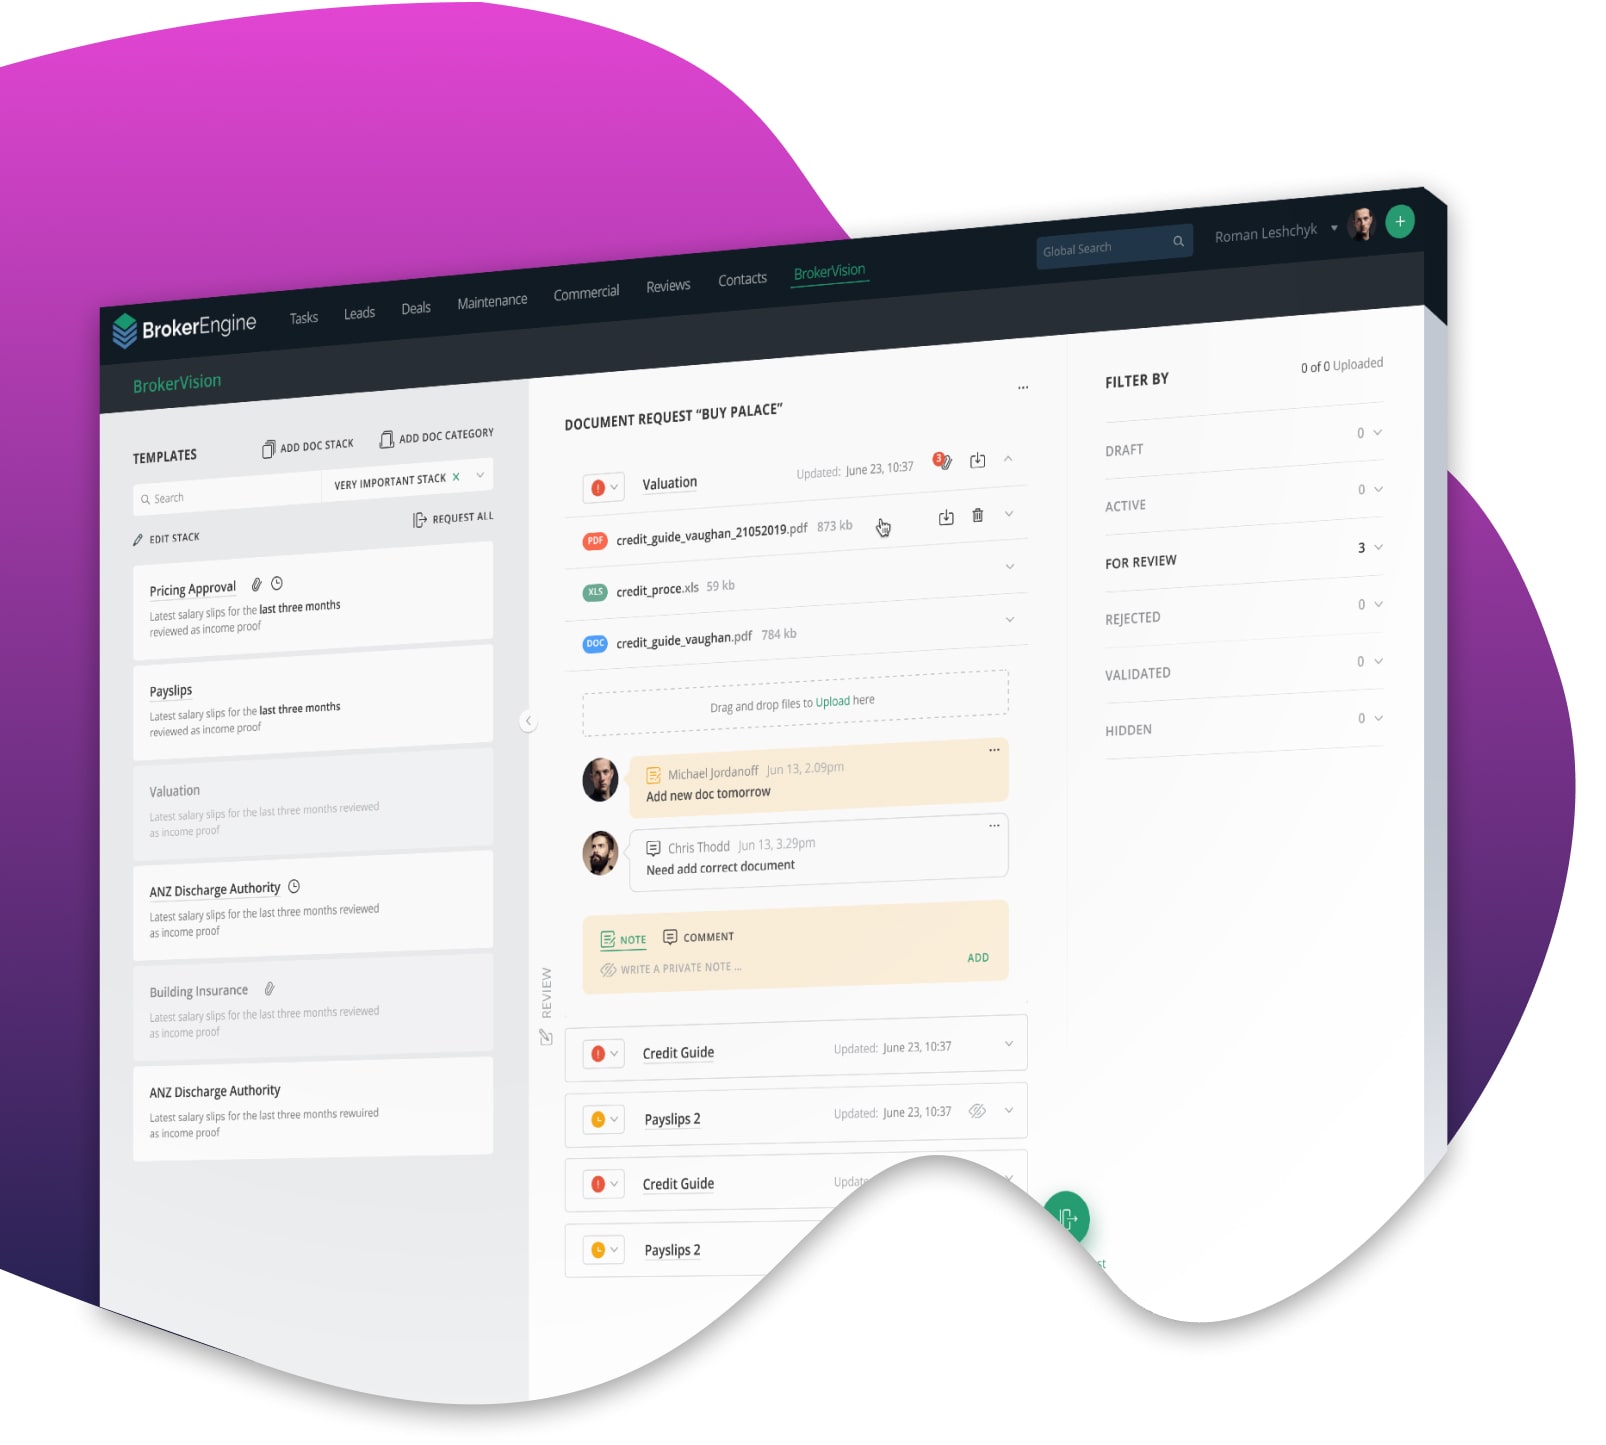 BrokerEngine
Tasks
Leads
Deals
Maintenance
Commercial
Reviews
Contacts
BrokerVision
Global Search
Roman Leshchyk
+
BrokerVision
TEMPLATES
ADD DOC STACK
ADD DOC CATEGORY
Search
VERY IMPORTANT STACK X
EDIT STACK
REQUEST ALL
Pricing Approval
Latest salary slips for the last three months
reviewed as income proof
Payslips
Latest salary slips for the last three months
reviewed as income proof
Valuation
Latest salary slips for the last three months reviewed
as income proof
ANZ Discharge Authority
Latest salary slips for the last three months reviewed
as income proof
Building Insurance
Latest salary slips for the last three months reviewed
as income proof
ANZ Discharge Authority
Latest salary slips for the last three months rewuired
as income proof
REVIEW
DOCUMENT REQUEST “BUY PALACE”
...
! Valuation Updated: June 23, 10:37 3
PDF credit_guide_vaughan_21052019.pdf 873 kb
XLS credit_proce.xls 59 kb
DOC credit_guide_vaughan.pdf 784 kb
Drag and drop files to Upload here
Michael Jordanoff Jun 13, 2.09pm ...
Add new doc tomorrow
Chris Thodd Jun 13, 3.29pm ...
Need add correct document
NOTE COMMENT
WRITE A PRIVATE NOTE ... ADD
! Credit Guide Updated: June 23, 10:37
Payslips 2 Updated: June 23, 10:37
! Credit Guide Update
Payslips 2
FILTER BY 0 of 0 Uploaded
DRAFT 0
ACTIVE 0
FOR REVIEW 3
REJECTED 0
VALIDATED 0
HIDDEN 0
st